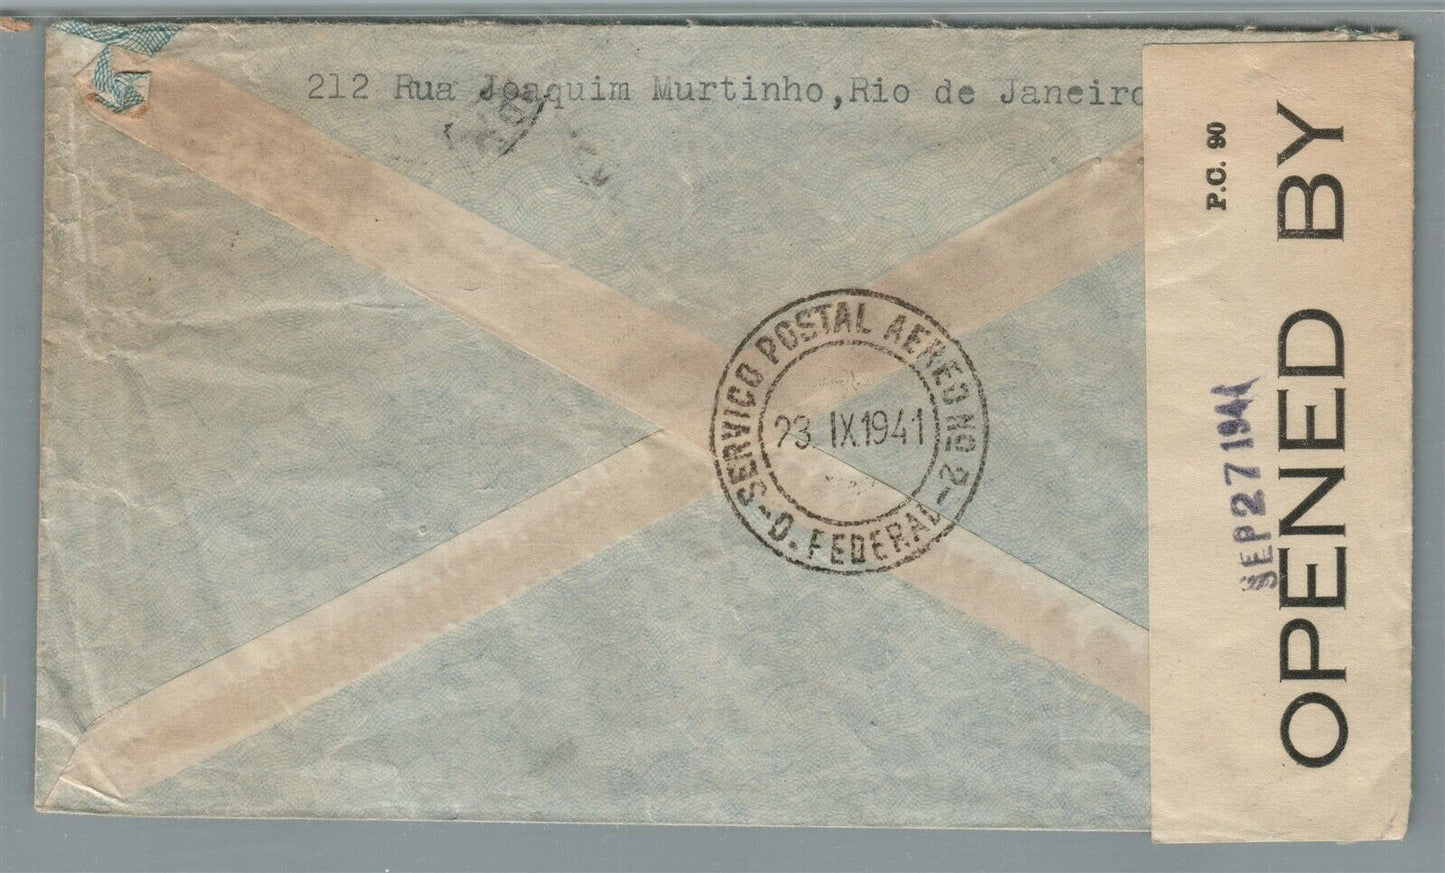 212 Rua Joaquim Murtinho,Rio de Janeiro
SERVICO POSTAL AEREO Nº 2
23 IX 1941
-D. FEDERAL-
P.C. 90
SEP 27 1941
OPENED BY